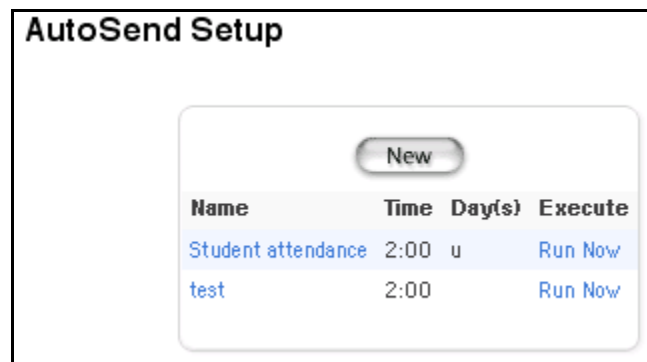 AutoSend Setup
New
Name Time Day(s) Execute
Student attendance 2:00 u Run Now
test 2:00 Run Now